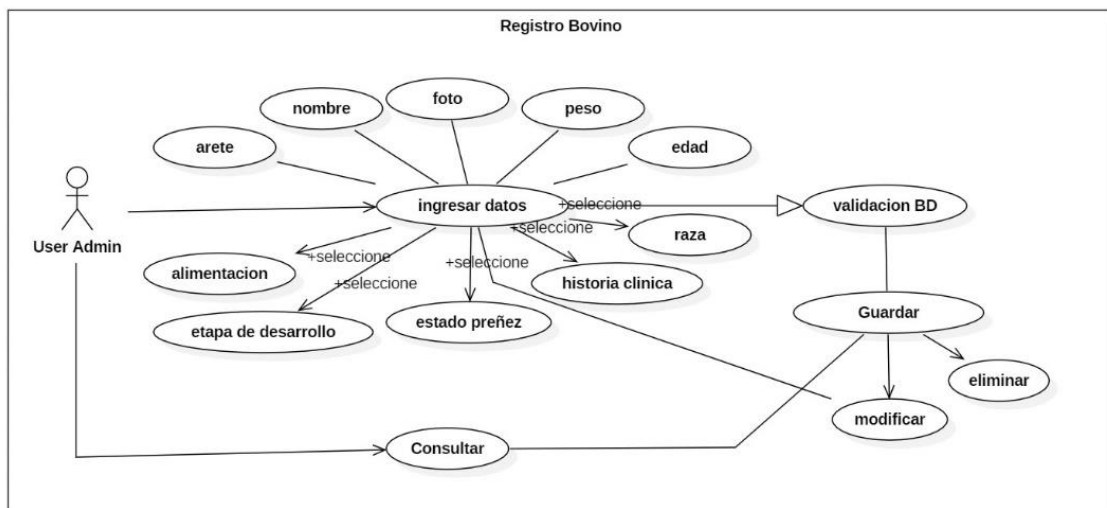 Registro Bovino
foto
nombre
peso
arete
edad
ingresar datos
+seleccione
validacion BD
+seleccione
raza
User Admin
+seleccione
+seleccione
alimentacion
+seleccione
historia clinica
Guardar
etapa de desarrollo
estado preñez
eliminar
modificar
Consultar